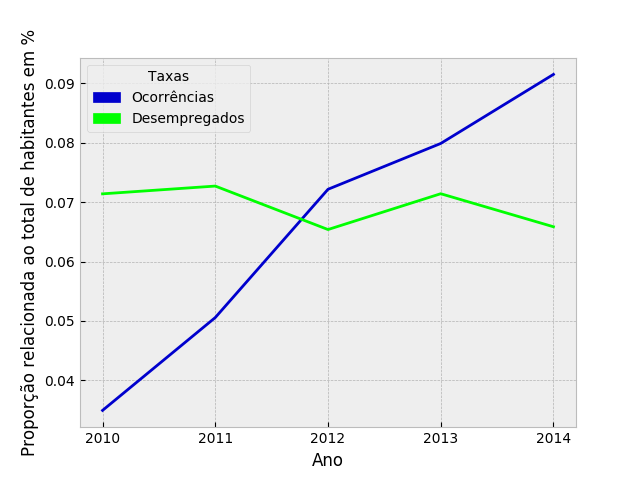 Proporção relacionada ao total de habitantes em %
Taxas
Ocorrências
Desempregados
0.09
0.08
0.07
0.06
0.05
0.04
2010 2011 2012 2013 2014
Ano